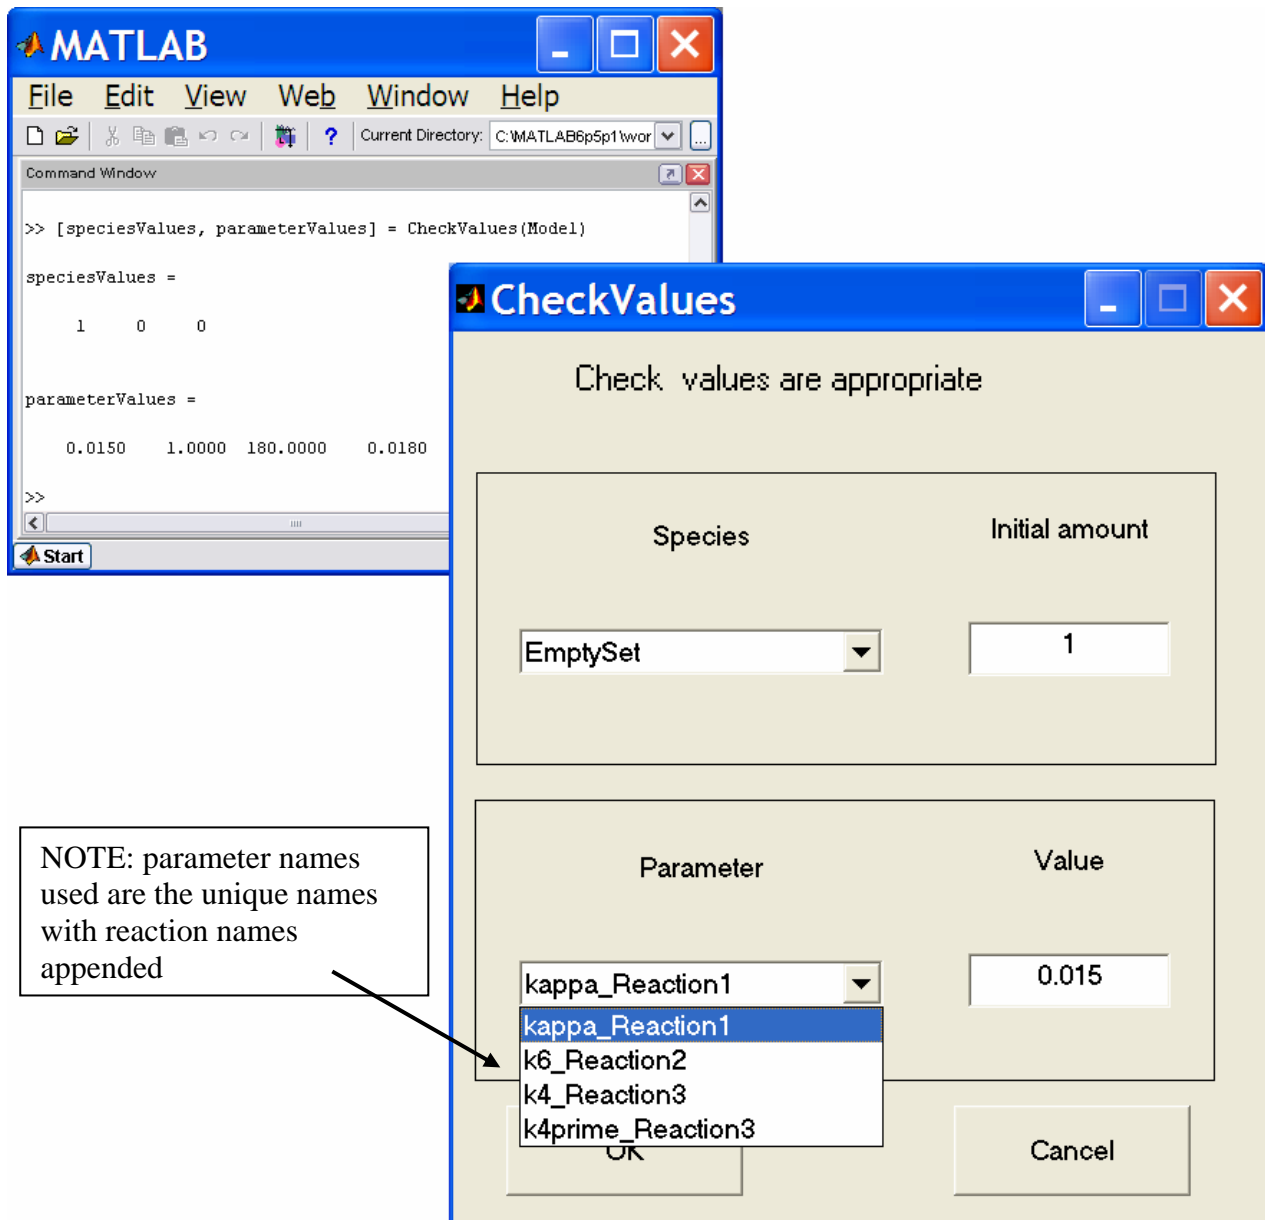 MATLAB
File Edit View Web Window Help
? Current Directory: C:\MATLAB6p5p1\wor ...
Command Window
>> [speciesValues, parameterValues] = CheckValues(Model)
speciesValues =
1 0 0
parameterValues =
0.0150 1.0000 180.0000 0.0180
>>
Start
CheckValues
Check values are appropriate
Species Initial amount
EmptySet 1
Parameter Value
kappa_Reaction1 0.015
kappa_Reaction1
k6_Reaction2
k4_Reaction3
k4prime_Reaction3
OK Cancel
NOTE: parameter names
used are the unique names
with reaction names
appended